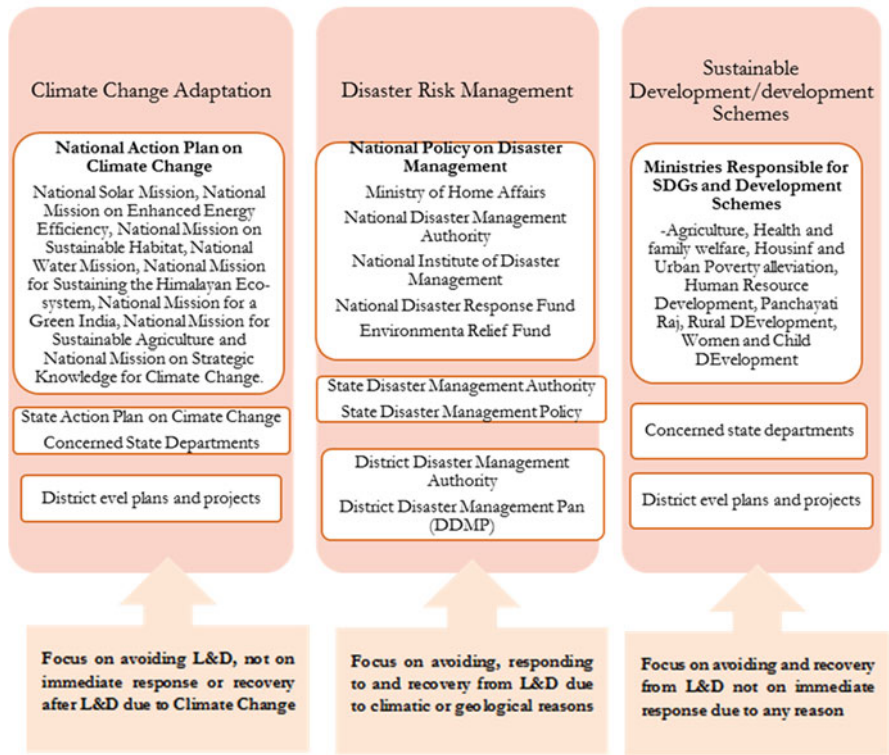 Climate Change Adaptation
National Action Plan on
Climate Change
National Solar Mission, National
Mission on Enhanced Energy
Efficiency, National Mission on
Sustainable Habitat, National
Water Mission, National Mission
for Sustaining the Himalayan Eco-
system, National Mission for a
Green India, National Mission for
Sustainable Agriculture and
National Mission on Strategic
Knowledge for Climate Change.
State Action Plan on Cimate Change
Concerned State Departments
District evel plans and projects
Focus on avoiding L&D, not on
immediate response or recovery
after L&D due to Climate Change
Disaster Risk Management
National Policy on Disaster
Management
Ministry of Home Affairs
National Disaster Management
Authority
National Institute of Disaster
Management
National Disaster Response Fund
Environmenta Relief Fund
State Disaster Management Authority
State Disaster Management Policy
District Disaster Management
Authority
District Disaster Management Pan
(DDMP)
Focus on avoiding, responding
to and recovery from L&D due
to climatic or geological reasons
Sustainable
Development/development
Schemes
Ministries Responsible for
SDGs and Development
Schemes
-Agriculture, Health and
family welfare, Housinf and
Urban Poverty alleviation,
Human Resource
Development, Panchayati
Raj, Rural DEvelopment,
Women and Child
DEvelopment
Concerned state departments
District evel plans and projects
Focus on avoiding and recovery
from L&D not on immediate
response due to any reason